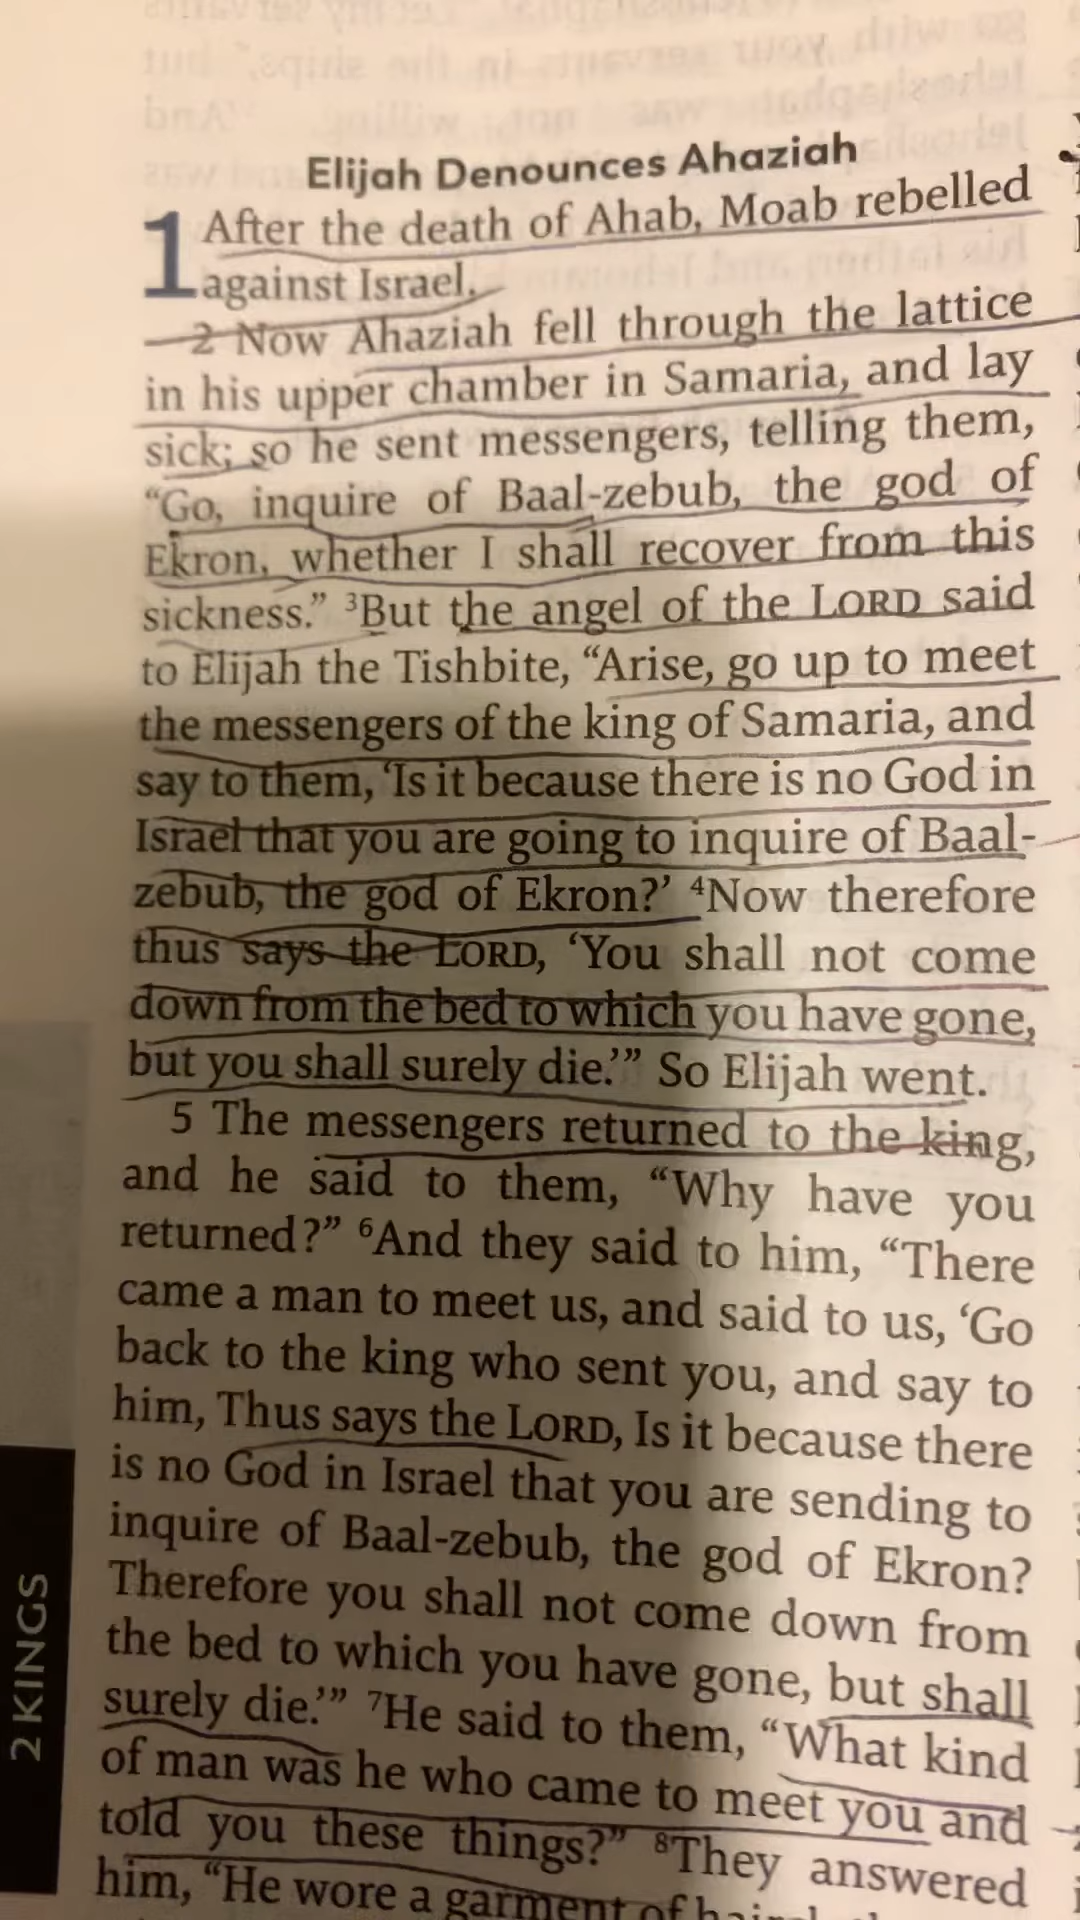 Elijah Denounces Ahaziah
1 After the death of Ahab, Moab rebelled
against Israel.
2 Now Ahaziah fell through the lattice
in his upper chamber in Samaria, and lay
sick; so he sent messengers, telling them,
“Go, inquire of Baal-zebub, the god of
Ekron, whether I shall recover from this
sickness.” ³But the angel of the LORD said
to Elijah the Tishbite, “Arise, go up to meet
the messengers of the king of Samaria, and
say to them, ‘Is it because there is no God in
Israel that you are going to inquire of Baal-
zebub, the god of Ekron?’ ⁴Now therefore
thus says the LORD, ‘You shall not come
down from the bed to which you have gone,
but you shall surely die.’” So Elijah went.
5 The messengers returned to the king,
and he said to them, “Why have you
returned?” ⁶And they said to him, “There
came a man to meet us, and said to us, ‘Go
back to the king who sent you, and say to
him, Thus says the LORD, Is it because there
is no God in Israel that you are sending to
inquire of Baal-zebub, the god of Ekron?
Therefore you shall not come down from
the bed to which you have gone, but shall
surely die.’” ⁷He said to them, “What kind
of man was he who came to meet you and
told you these things?” ⁸They answered
him, “He wore a garment of
2 KINGS